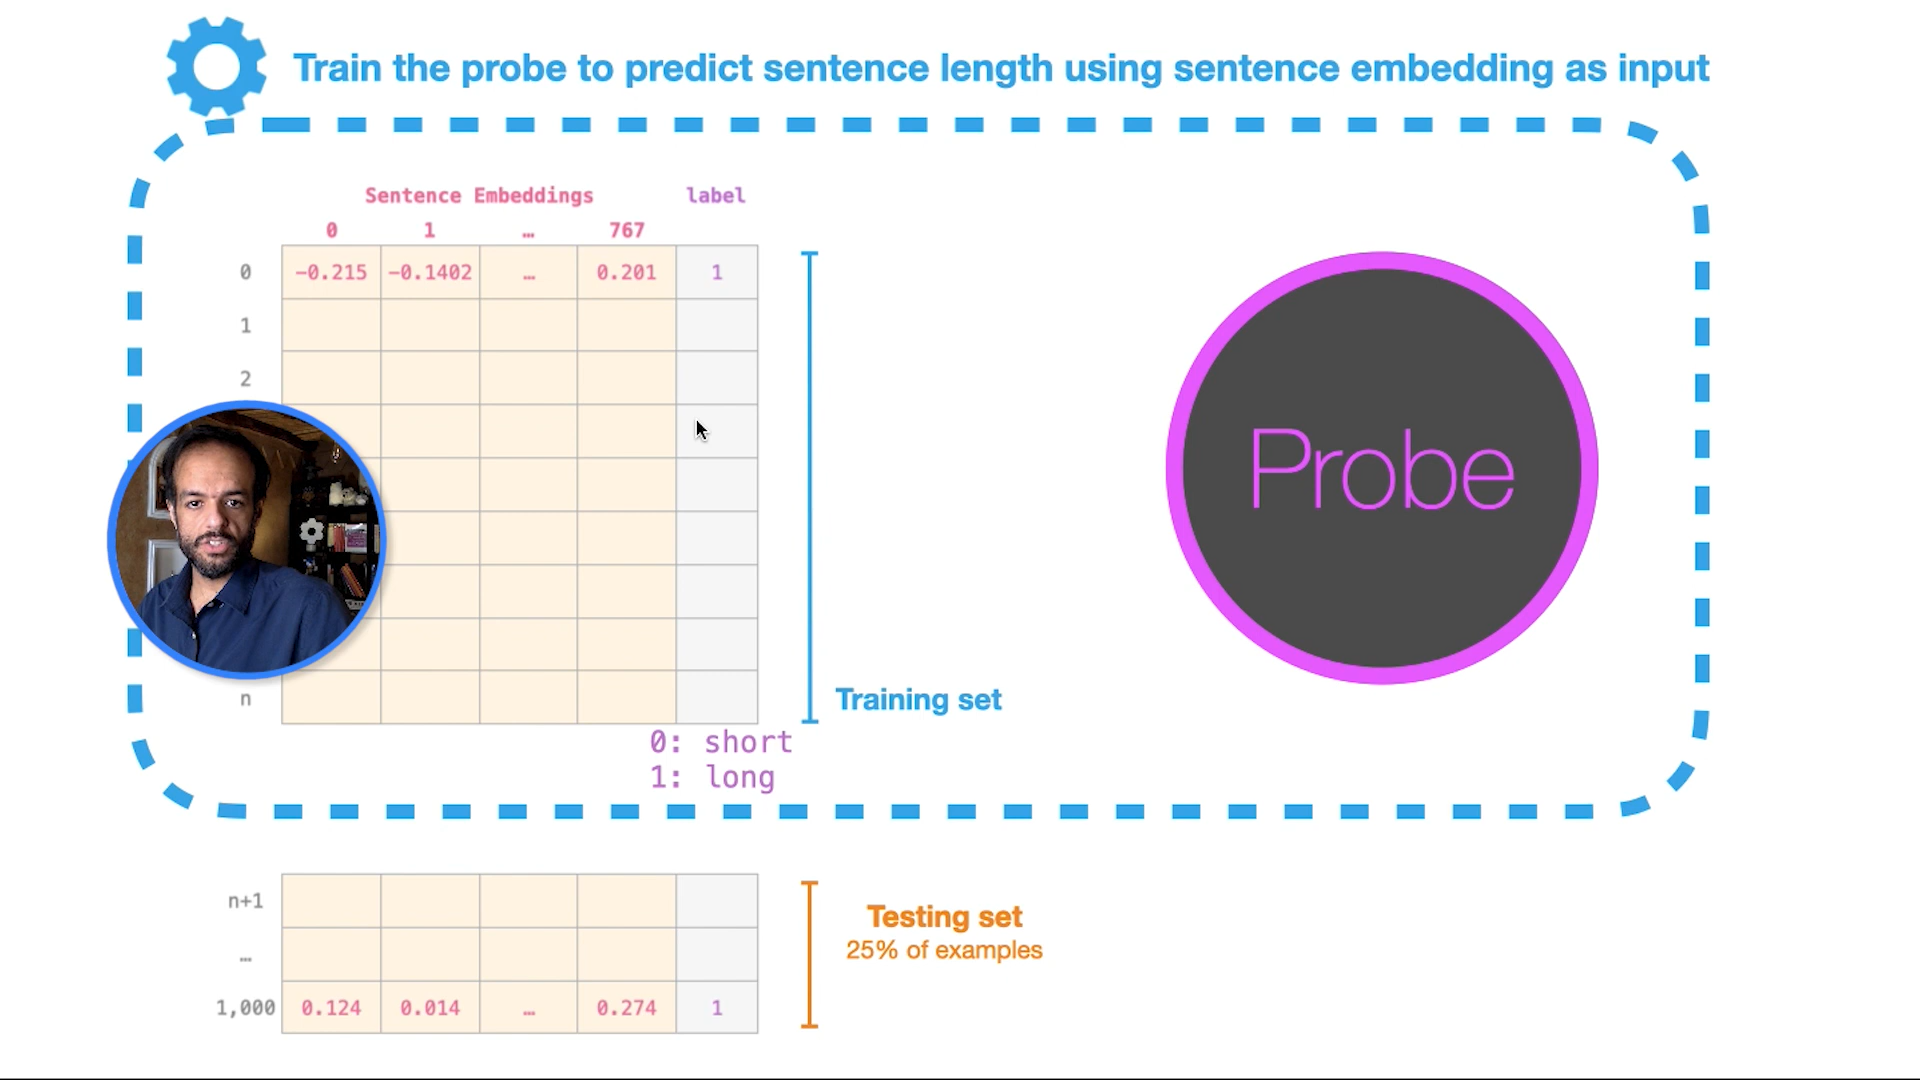 Train the probe to predict sentence length using sentence embedding as input
Sentence Embeddings label
0 1 … 767
0 -0.215 -0.1402 … 0.201 1
1
2
n
Training set
0: short
1: long
Probe
n+1
…
1,000 0.124 0.014 … 0.274 1
Testing set
25% of examples